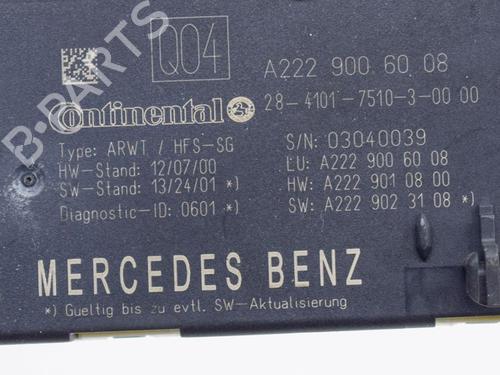 Q04
A222 900 60 08
Continental
28-4101-7510-3-00 00
Type: ARWT / HFS-SG
S/N: 03040039
HW-Stand: 12/07/00
LU: A222 900 60 08
SW-Stand: 13/24/01 *)
HW: A222 901 08 00
Diagnostic-ID: 0601 *)
SW: A222 902 31 08 *)
MERCEDES BENZ
*) Gueltig bis zu evtl. SW-Aktualisierung
B-PARTS